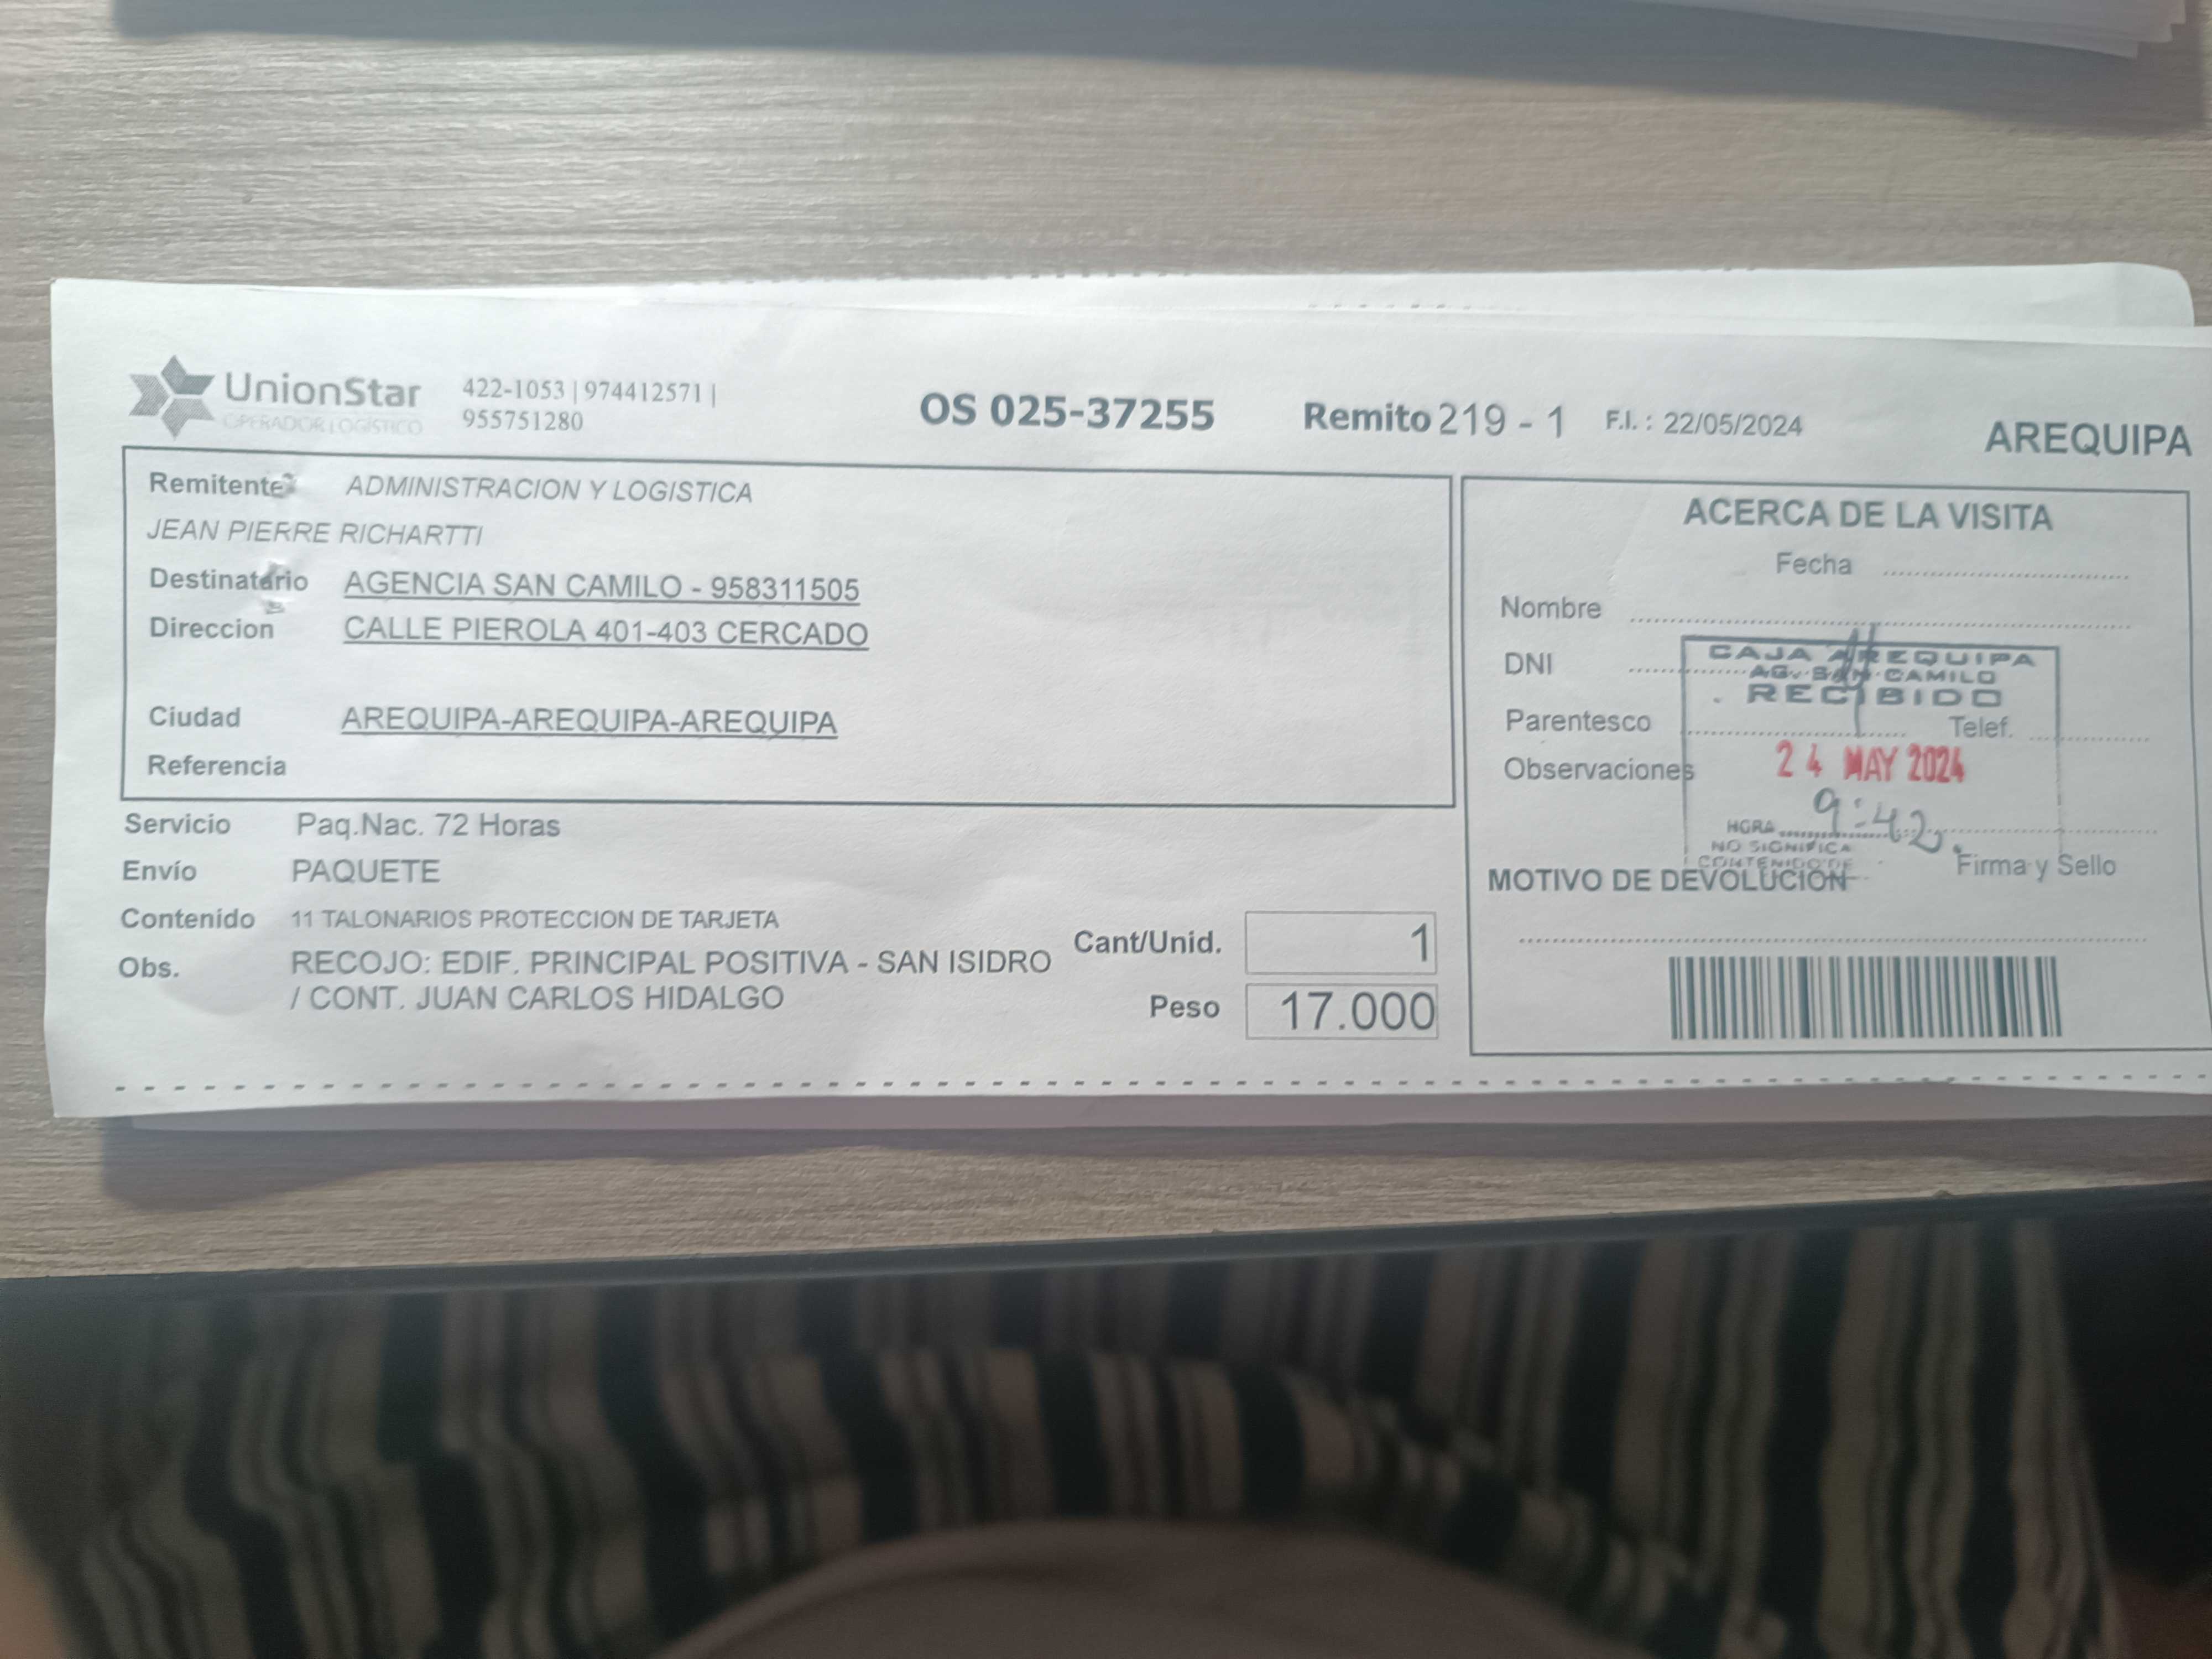 UnionStar
OPERADOR LOGÍSTICO
422-1053 | 974412571 |
955751280
OS 025-37255
Remito 219 - 1
F.I. : 22/05/2024
AREQUIPA
Remitente ADMINISTRACION Y LOGISTICA
JEAN PIERRE RICHARTTI
Destinatario AGENCIA SAN CAMILO - 958311505
Direccion CALLE PIEROLA 401-403 CERCADO
Ciudad AREQUIPA-AREQUIPA-AREQUIPA
Referencia
Servicio Paq.Nac. 72 Horas
Envío PAQUETE
Contenido 11 TALONARIOS PROTECCION DE TARJETA
Obs. RECOJO: EDIF. PRINCIPAL POSITIVA - SAN ISIDRO
/ CONT. JUAN CARLOS HIDALGO
Cant/Unid. 1
Peso 17.000
ACERCA DE LA VISITA
Fecha
Nombre
DNI
Parentesco
Telef.
Observaciones
CAJA AREQUIPA
AG. SAN CAMILO
RECIBIDO
24 MAY 2024
HORA 9:42
NO SIGNIFICA
CONTENIDO DE
Firma y Sello
MOTIVO DE DEVOLUCIÓN